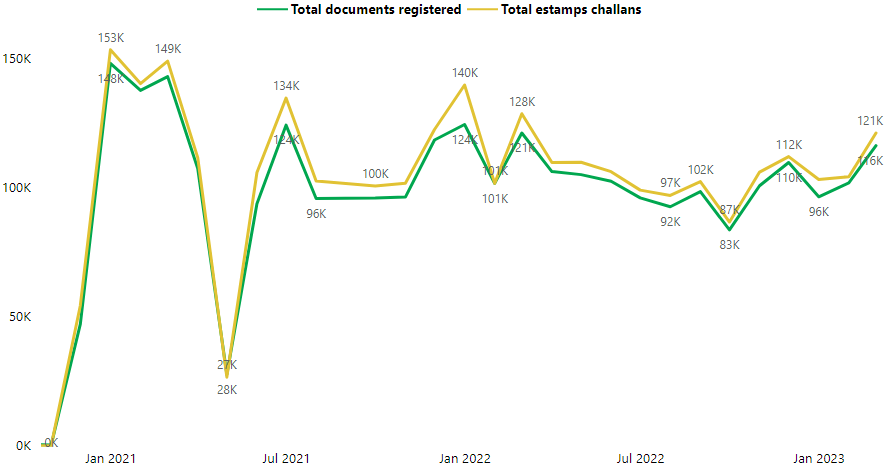 Total documents registered Total estamps challans
150K
100K
50K
0K
153K
148K
149K
27K
28K
134K
124K
96K
100K
140K
124K
101K
101K
128K
121K
97K
92K
102K
87K
83K
112K
110K
96K
121K
116K
0K
Jan 2021 Jul 2021 Jan 2022 Jul 2022 Jan 2023